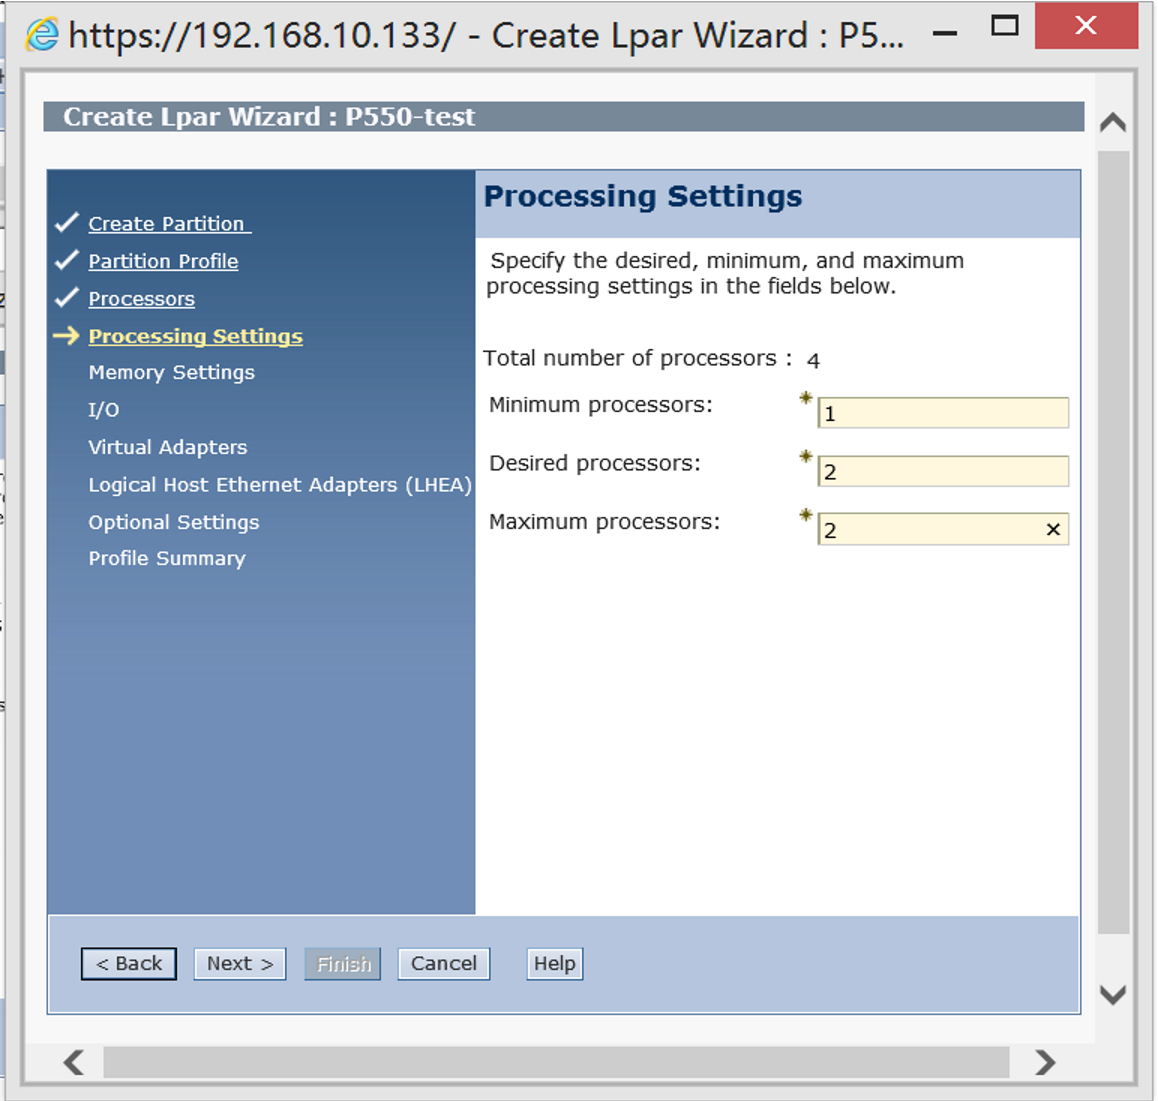 https://192.168.10.133/ - Create Lpar Wizard : P5...
Create Lpar Wizard : P550-test
Create Partition
Partition Profile
Processors
Processing Settings
Memory Settings
I/O
Virtual Adapters
Logical Host Ethernet Adapters (LHEA)
Optional Settings
Profile Summary
Processing Settings
Specify the desired, minimum, and maximum
processing settings in the fields below.
Total number of processors : 4
Minimum processors: * 1
Desired processors: * 2
Maximum processors: * 2
< Back Next > Finish Cancel Help